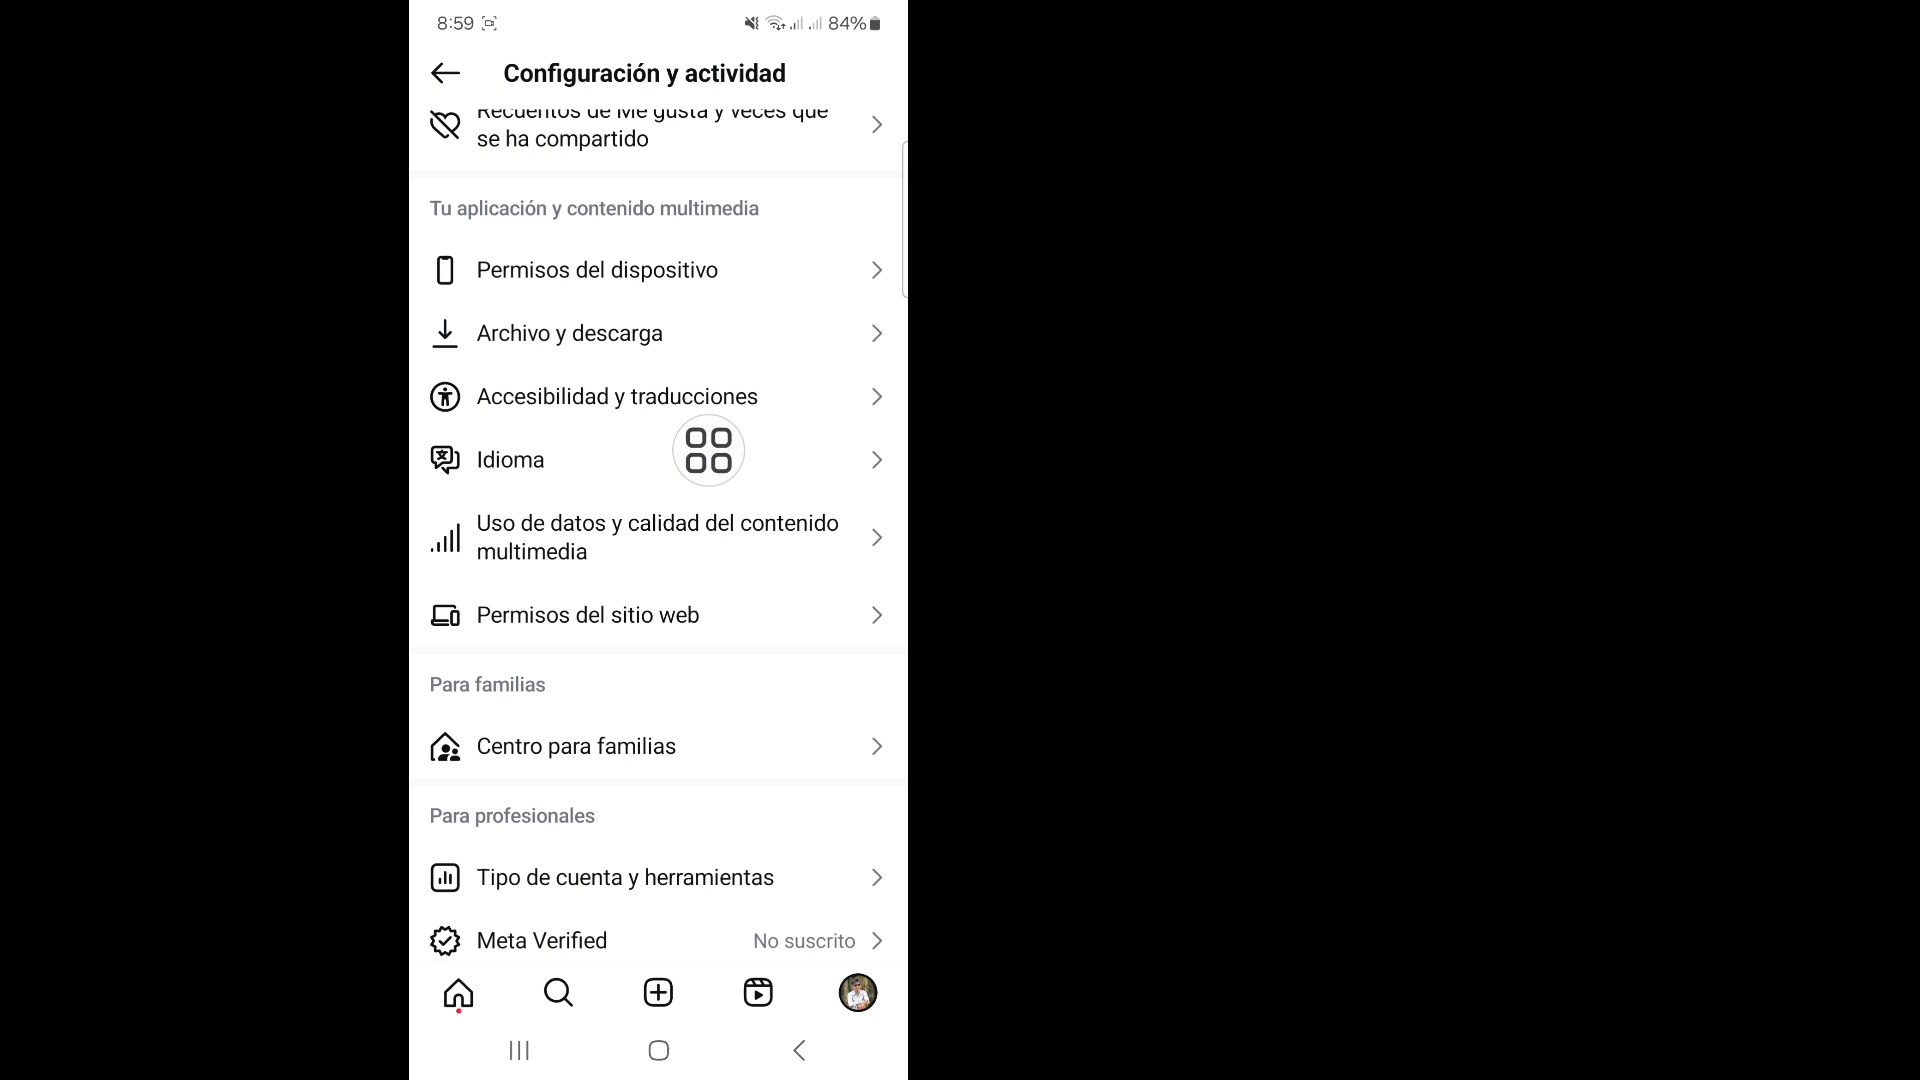 8:59
84%
Configuración y actividad
Recuentos de Me gusta y veces que
se ha compartido
Tu aplicación y contenido multimedia
Permisos del dispositivo
Archivo y descarga
Accesibilidad y traducciones
Idioma
Uso de datos y calidad del contenido
multimedia
Permisos del sitio web
Para familias
Centro para familias
Para profesionales
Tipo de cuenta y herramientas
Meta Verified
No suscrito